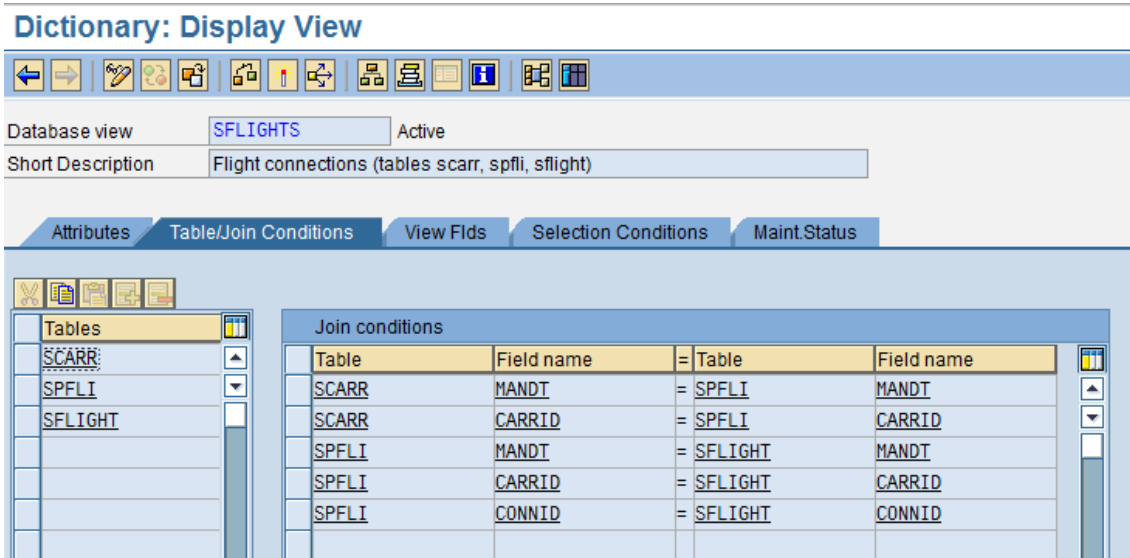 Dictionary: Display View
Database view SFLIGHTS Active
Short Description Flight connections (tables scarr, spfli, sflight)
Attributes Table/Join Conditions View Flds Selection Conditions Maint.Status
Tables
SCARR
SPFLI
SFLIGHT
Join conditions
Table Field name = Table Field name
SCARR MANDT = SPFLI MANDT
SCARR CARRID = SPFLI CARRID
SPFLI MANDT = SFLIGHT MANDT
SPFLI CARRID = SFLIGHT CARRID
SPFLI CONNID = SFLIGHT CONNID